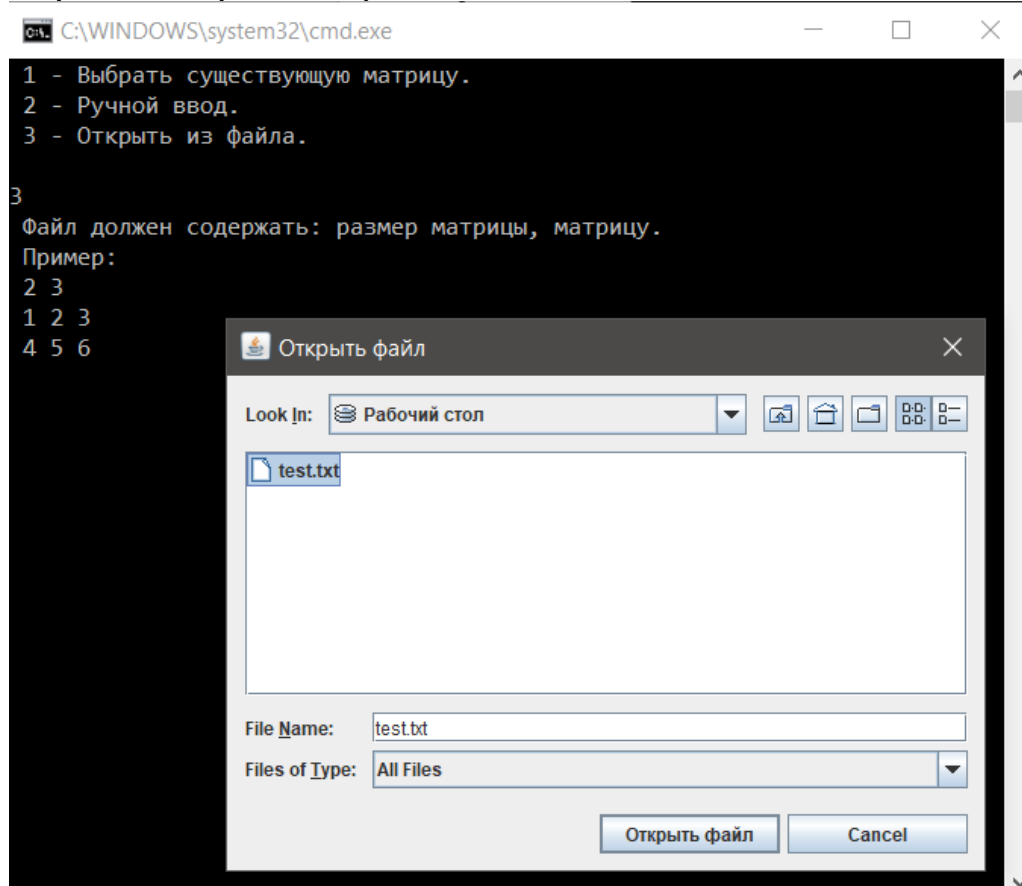 C:\WINDOWS\system32\cmd.exe
1 - Выбрать существующую матрицу.
2 - Ручной ввод.
3 - Открыть из файла.
3
Файл должен содержать: размер матрицы, матрицу.
Пример:
2 3
1 2 3
4 5 6
Открыть файл
Look In: Рабочий стол
test.txt
File Name: test.txt
Files of Type: All Files
Открыть файл Cancel